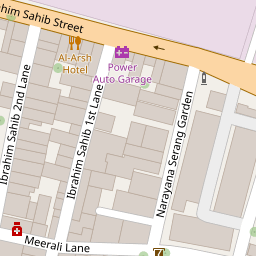 him Sahib Street
Al-Arsh
Hotel
Power
Auto Garage
Ibrahim Sahib 2nd Lane
Ibrahim Sahib 1st Lane
Narayana Serang Garden
Meerali Lane